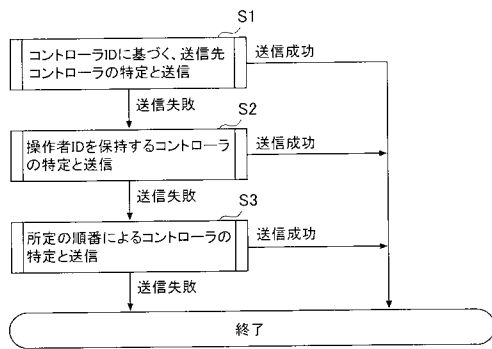 S1
コントローラIDに基づく、送信先
コントローラの特定と送信
送信成功
送信失敗
S2
操作者IDを保持するコントローラ
の特定と送信
送信成功
送信失敗
S3
所定の順番によるコントローラの
特定と送信
送信成功
送信失敗
終了